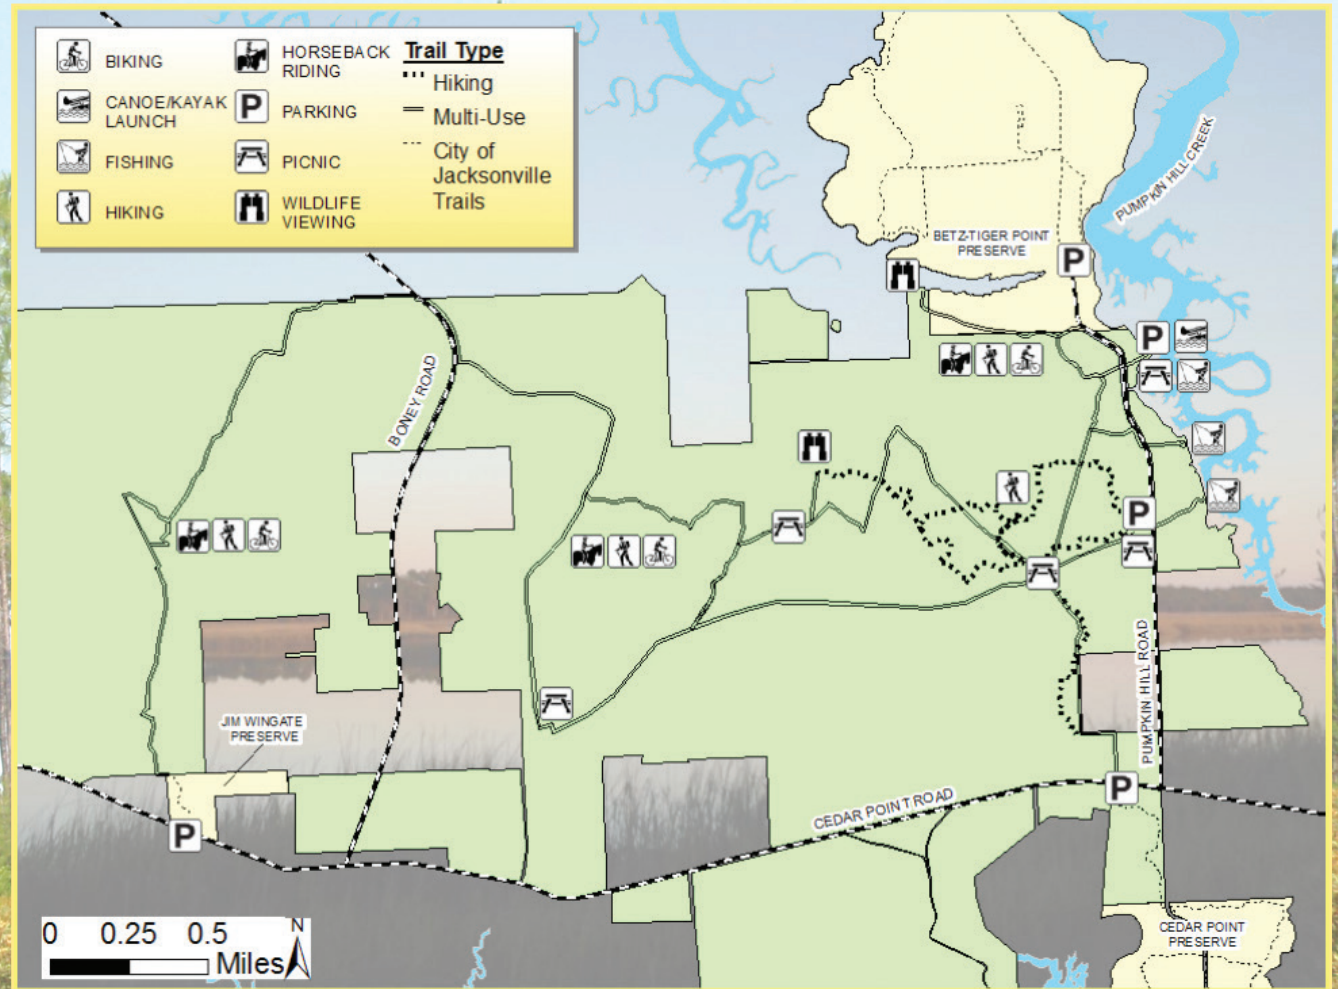 BIKING
CANOE/KAYAK
LAUNCH
FISHING
HIKING
HORSEBACK
RIDING
P
PARKING
PICNIC
WILDLIFE
VIEWING
Trail Type
Hiking
Multi-Use
City of
Jacksonville
Trails
PUMPKIN HILL CREEK
BETZ-TIGER POINT
PRESERVE
P
P
BONEY ROAD
P
PUMPKIN HILL ROAD
JIM WINGATE
PRESERVE
P
CEDAR POINT ROAD
P
CEDAR POINT
PRESERVE
0 0.25 0.5
Miles
N